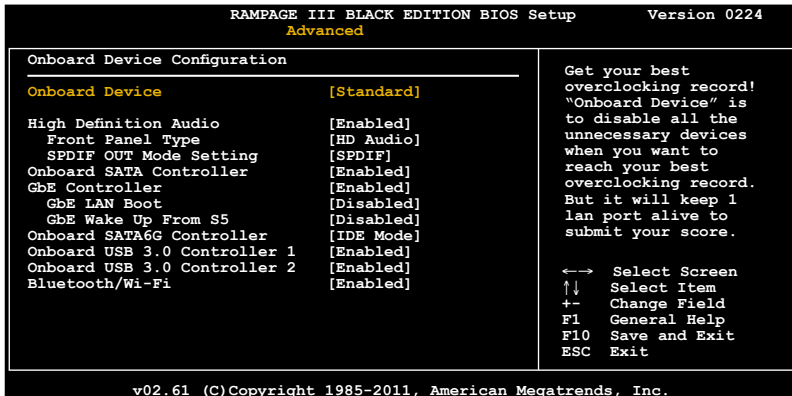 RAMPAGE III BLACK EDITION BIOS Setup Version 0224
Advanced
Onboard Device Configuration
Onboard Device [Standard]
High Definition Audio [Enabled]
Front Panel Type [HD Audio]
SPDIF OUT Mode Setting [SPDIF]
Onboard SATA Controller [Enabled]
GbE Controller [Enabled]
GbE LAN Boot [Disabled]
GbE Wake Up From S5 [Disabled]
Onboard SATA6G Controller [IDE Mode]
Onboard USB 3.0 Controller 1 [Enabled]
Onboard USB 3.0 Controller 2 [Enabled]
Bluetooth/Wi-Fi [Enabled]
Get your best
overclocking record!
“Onboard Device” is
to disable all the
unnecessary devices
when you want to
reach your best
overclocking record.
But it will keep 1
lan port alive to
submit your score.
←→ Select Screen
↑↓ Select Item
+- Change Field
F1 General Help
F10 Save and Exit
ESC Exit
v02.61 (C)Copyright 1985-2011, American Megatrends, Inc.